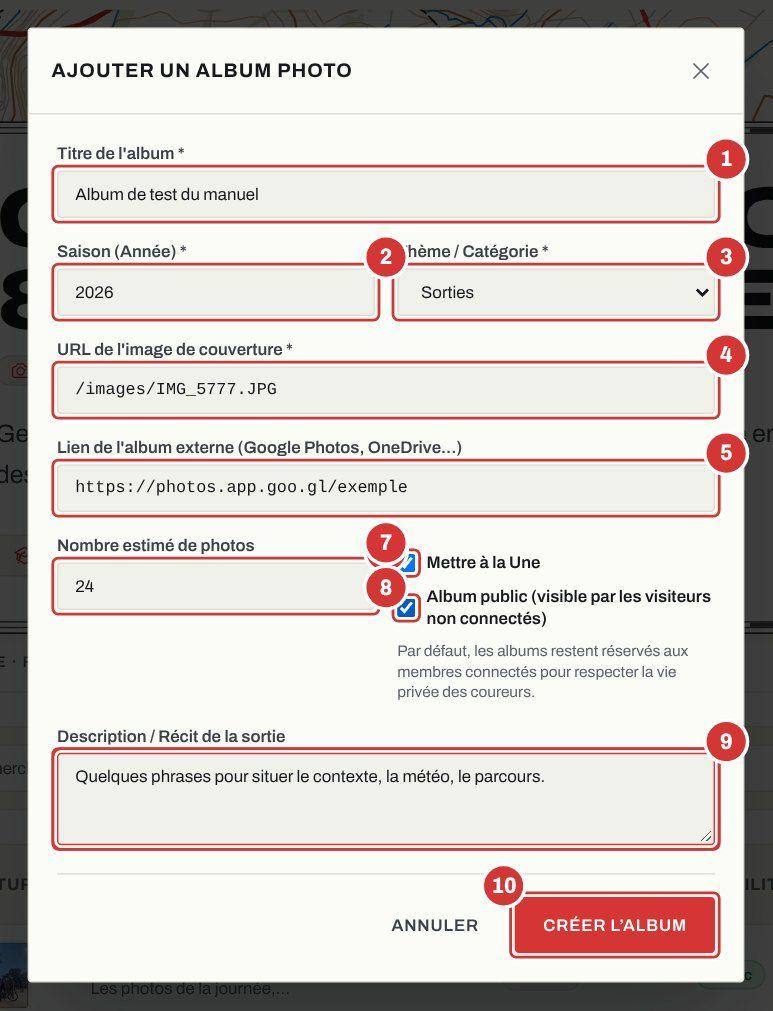 AJOUTER UN ALBUM PHOTO
Titre de l'album *
1
Album de test du manuel
Saison (Année) *
2
hème / Catégorie *
3
2026
Sorties
URL de l'image de couverture *
4
/images/IMG_5777.JPG
Lien de l'album externe (Google Photos, OneDrive...)
5
https://photos.app.goo.gl/exemple
Nombre estimé de photos
7
Mettre à la Une
24
8
Album public (visible par les visiteurs
non connectés)
Par défaut, les albums restent réservés aux
membres connectés pour respecter la vie
privée des coureurs.
Description / Récit de la sortie
9
Quelques phrases pour situer le contexte, la météo, le parcours.
10
ANNULER
CRÉER L'ALBUM
Les photos de la journée,...